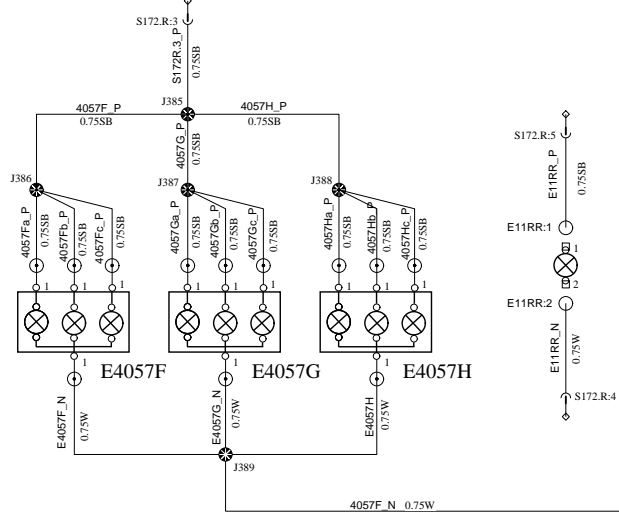 S172.R:3
S172R.3_P
0.75SB
J385
4057F_P
0.75SB
4057H_P
0.75SB
4057G_P
0.75SB
J386
J387
J388
4057Fa_P
0.75SB
4057Fb_P
0.75SB
4057Fc_P
0.75SB
4057Ga_P
0.75SB
4057Gb_P
0.75SB
4057Gc_P
0.75SB
4057Ha_P
0.75SB
4057Hb_P
0.75SB
4057Hc_P
0.75SB
1 1 1
1 1 1
1 1 1
1
E4057F
1
E4057G
1
E4057H
E4057F_N
0.75W
E4057G_N
0.75W
E4057H
0.75W
J389
4057F_N 0.75W
S172.R:5
E11RR_P
0.75SB
E11RR:1
1
2
E11RR:2
E11RR_N
0.75W
S172.R:4